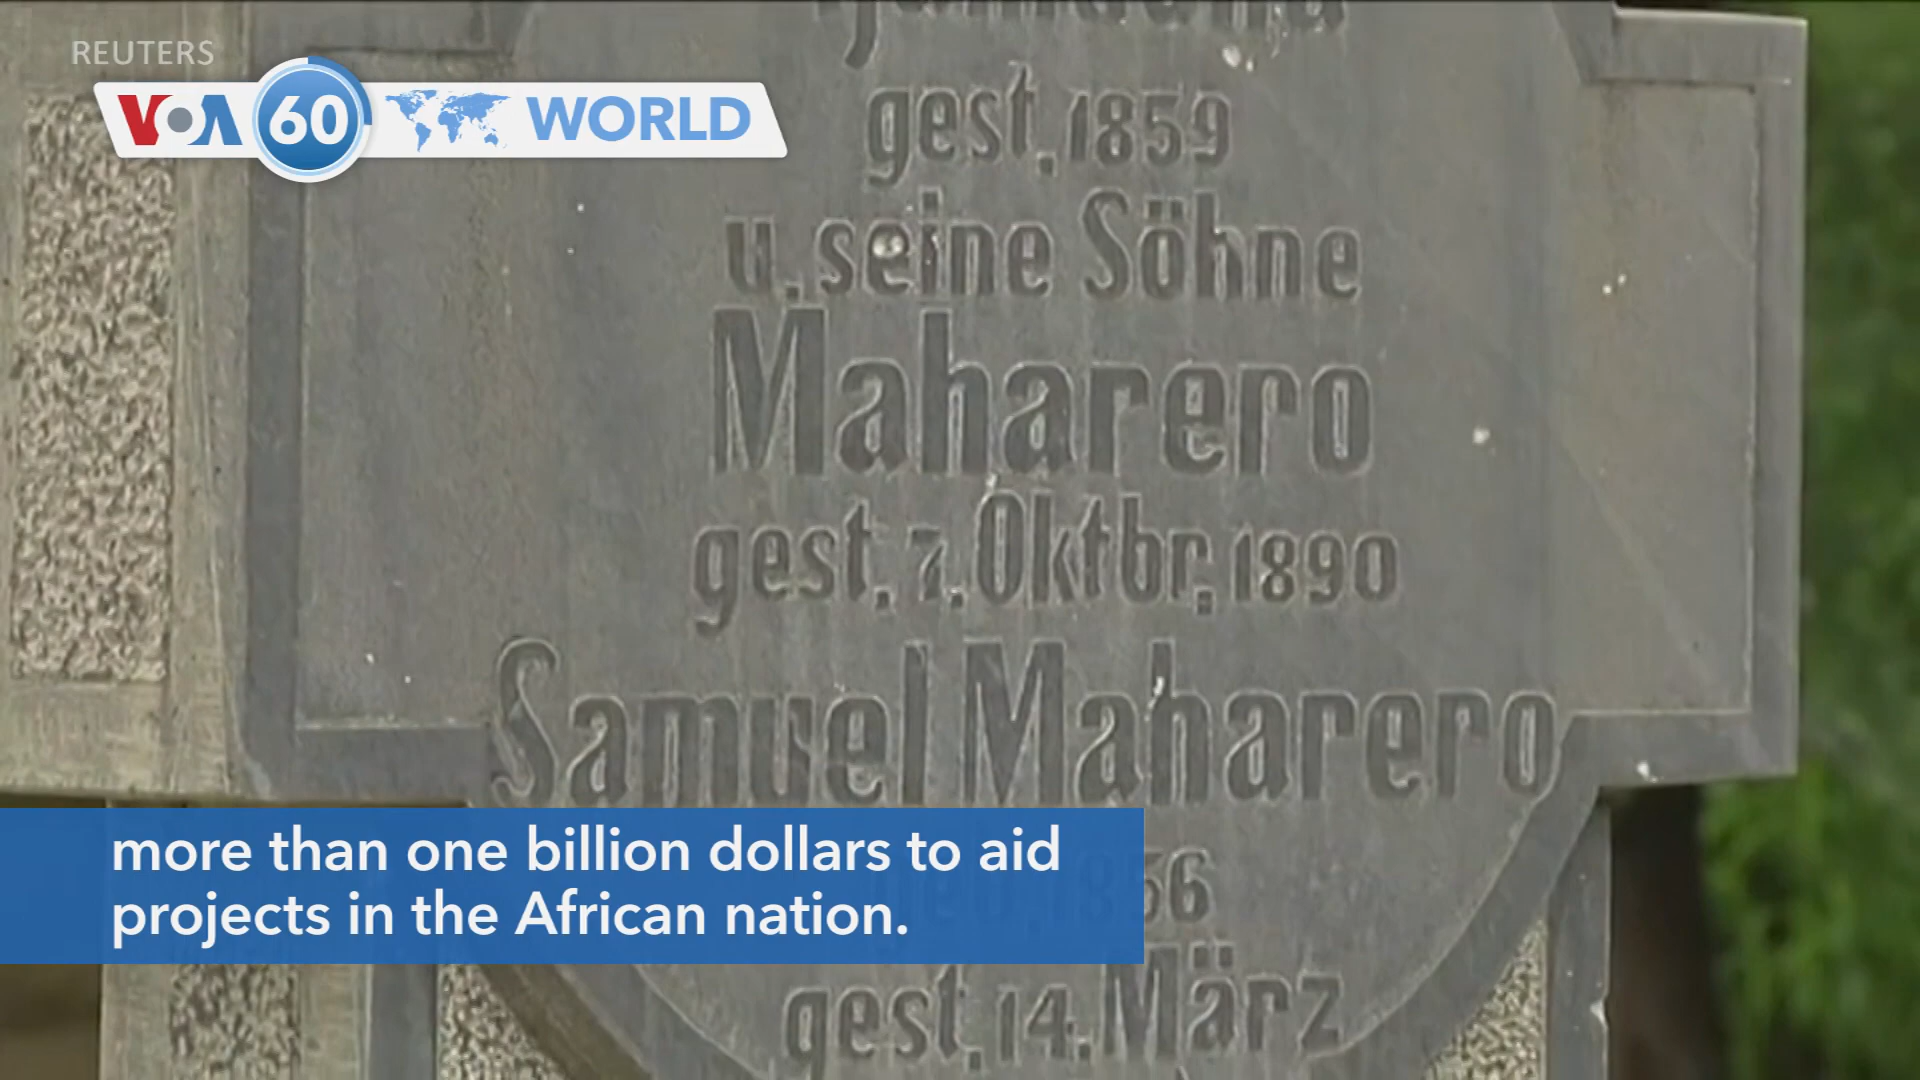 REUTERS
VOA 60 WORLD
gest. 1859
u. seine Söhne
Maharero
gest. 7. Oktbr. 1890
Samuel Maharero
more than one billion dollars to aid
projects in the African nation.
gest. 14. März